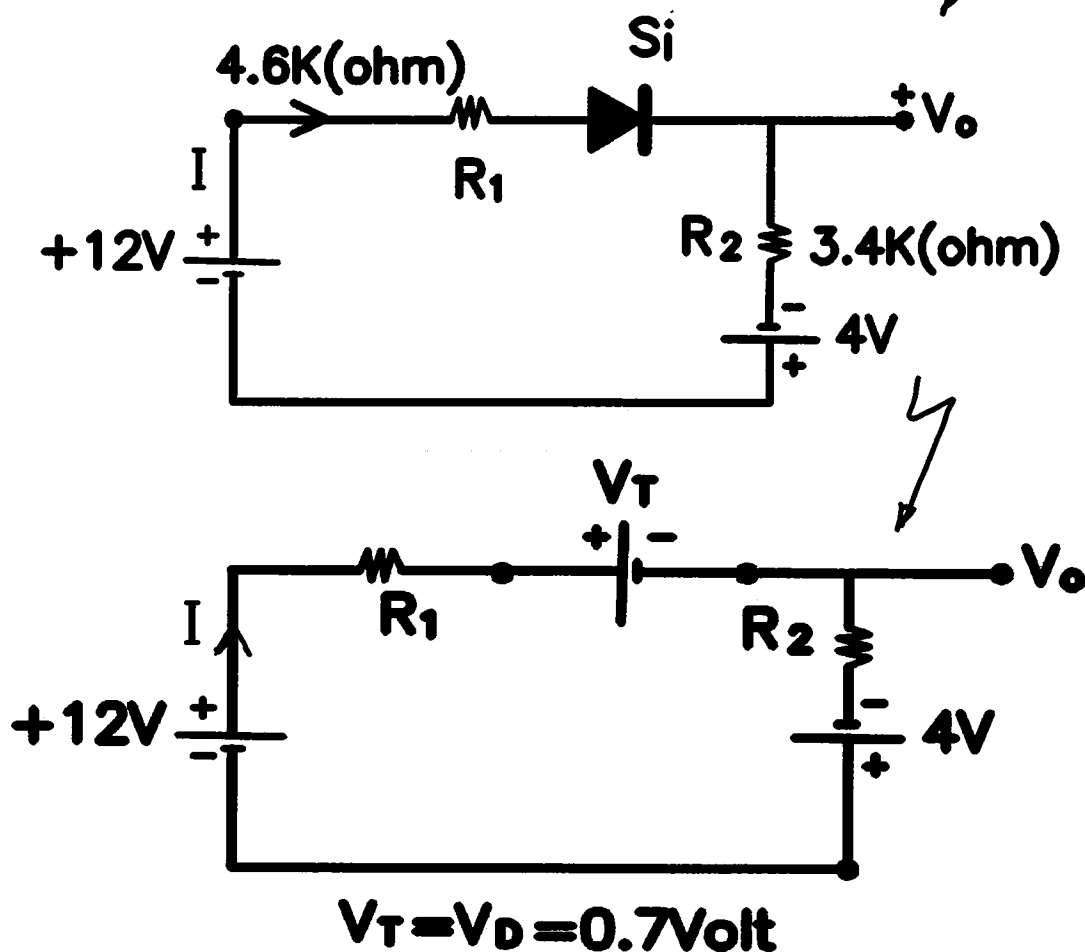 Si
4.6K(ohm)
+ Vo
I
R1
+12V + -
R2 3.4K(ohm)
- 4V
+
VT
+ -
Vo
I
R1
R2
+12V + -
- 4V
+
VT=VD=0.7Volt